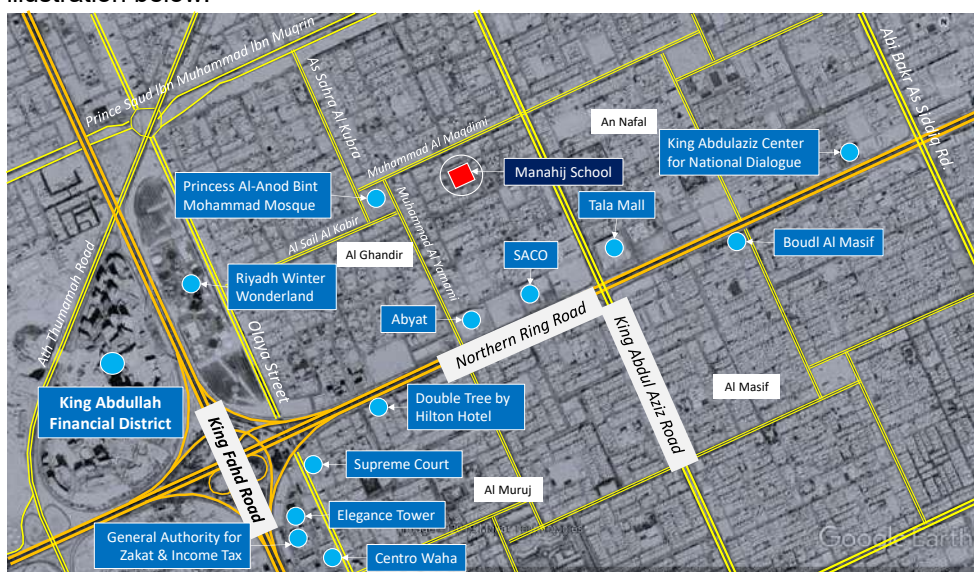 illustration below.
Prince Saud Ibn Muhammad Ibn Muqrin
As Sahra Al Kubra
Muhammad Al Maqdimi
An Nafal
Abi Bakr As Siddiq Rd.
King Abdulaziz Center
for National Dialogue
Manahij School
Princess Al-Anod Bint
Mohammad Mosque
Muhammad Al Yamami
Tala Mall
Al Sail Al Kabir
Al Ghandir
SACO
Boudl Al Masif
Ath Thumamah Road
Riyadh Winter
Wonderland
Abyat
Olaya Street
Northern Ring Road
King Abdul Aziz Road
King Abdullah
Financial District
Double Tree by
Hilton Hotel
Al Masif
King Fahd Road
Supreme Court
Al Muruj
Elegance Tower
General Authority for
Zakat & Income Tax
Centro Waha
Google Earth
N